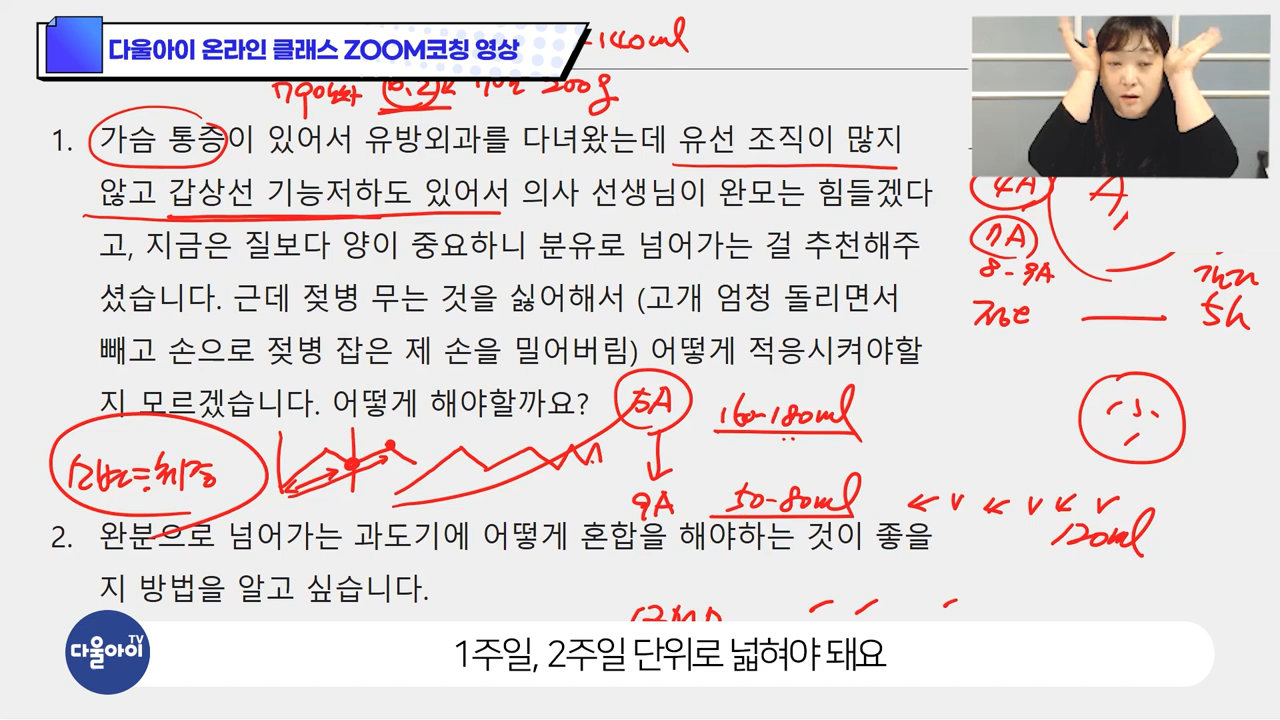 다울아이 온라인 클래스 ZOOM코칭 영상
140ml
200g
1. 가슴 통증이 있어서 유방외과를 다녀왔는데 유선 조직이 많지
않고 갑상선 기능저하도 있어서 의사 선생님이 완모는 힘들겠다
고, 지금은 질보다 양이 중요하니 분유로 넘어가는 걸 추천해주
셨습니다. 근데 젖병 무는 것을 싫어해서 (고개 엄청 돌리면서
빼고 손으로 젖병 잡은 제 손을 밀어버림) 어떻게 적응시켜야할
지 모르겠습니다. 어떻게 해야할까요?
4A
7A
8-9A
5h
5A
160-180ml
9A
50-80ml
120ml
2. 완분으로 넘어가는 과도기에 어떻게 혼합을 해야하는 것이 좋을
지 방법을 알고 싶습니다.
다울아이 TV
1주일, 2주일 단위로 넓혀야 돼요